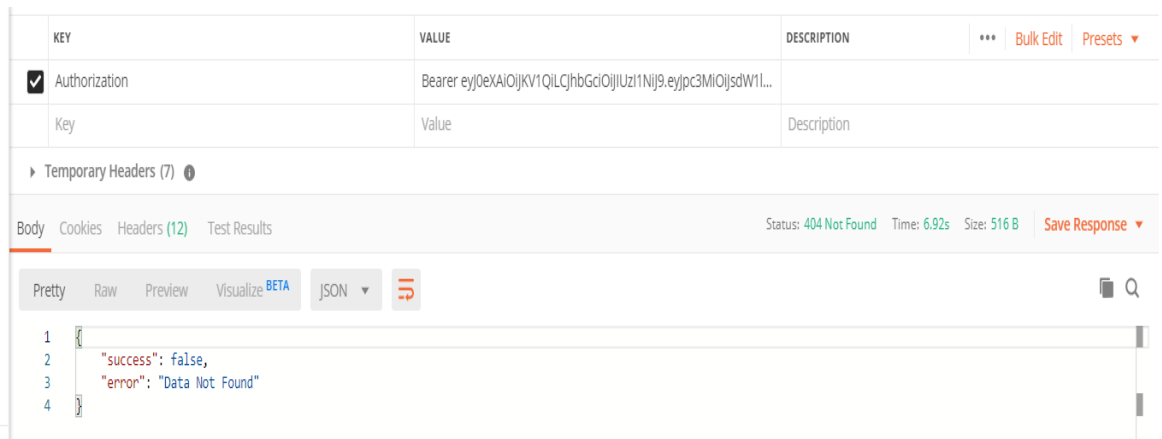 KEY VALUE DESCRIPTION ••• Bulk Edit Presets ▼
Authorization Bearer eyJ0eXAiOiJKV1QiLCJhbGciOiJIUzI1NiJ9.eyJpc3MiOiJsdW1l...
Key Value Description
Temporary Headers (7)
Body Cookies Headers (12) Test Results Status: 404 Not Found Time: 6.92s Size: 516 B Save Response ▼
Pretty Raw Preview Visualize BETA JSON ▼
1 {
2 "success": false,
3 "error": "Data Not Found"
4 }